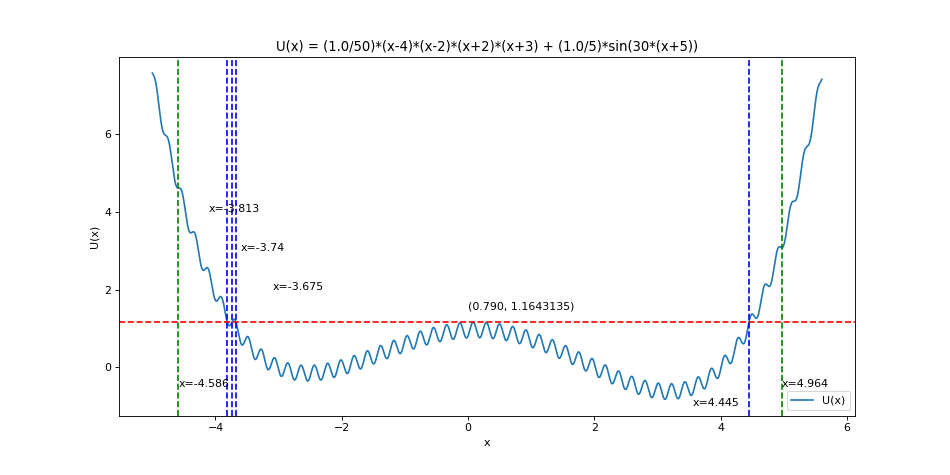 U(x) = (1.0/50)*(x-4)*(x-2)*(x+2)*(x+3) + (1.0/5)*sin(30*(x+5))
U(x)
6
4
2
0
x=-3.813
x=-3.74
x=-3.675
(0.790, 1.1643135)
x=-4.586
x=4.964
x=4.445
U(x)
−4
−2
0
2
4
6
x